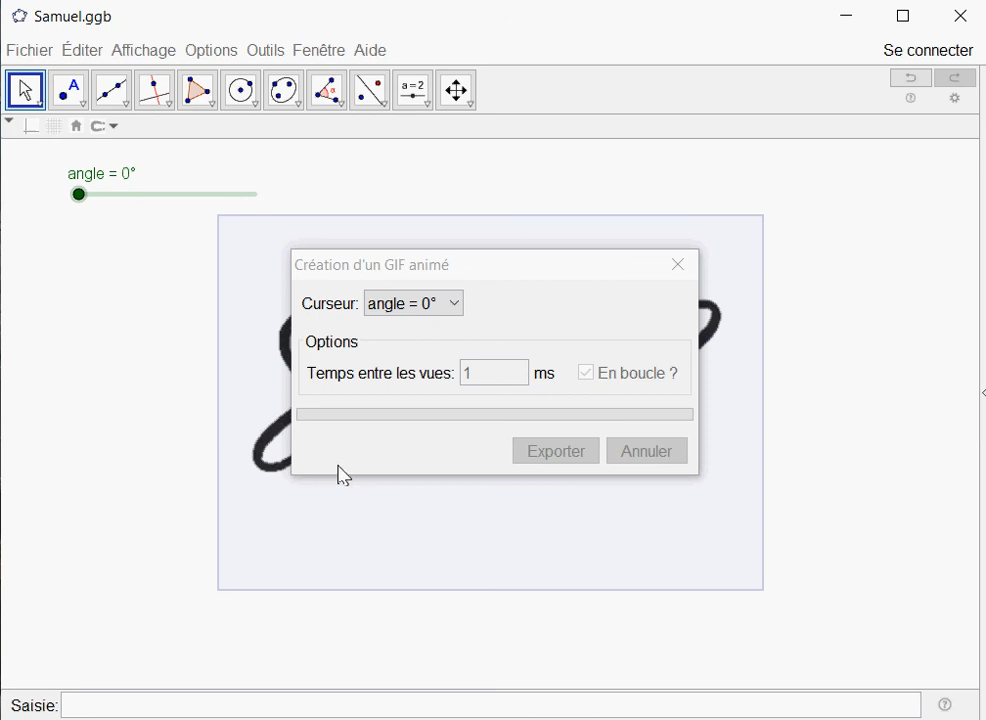 Samuel.ggb
Fichier Éditer Affichage Options Outils Fenêtre Aide
Se connecter
A
α
a=2
angle = 0°
Création d'un GIF animé
Curseur: angle = 0°
Options
Temps entre les vues: 1 ms En boucle ?
Exporter Annuler
Saisie: